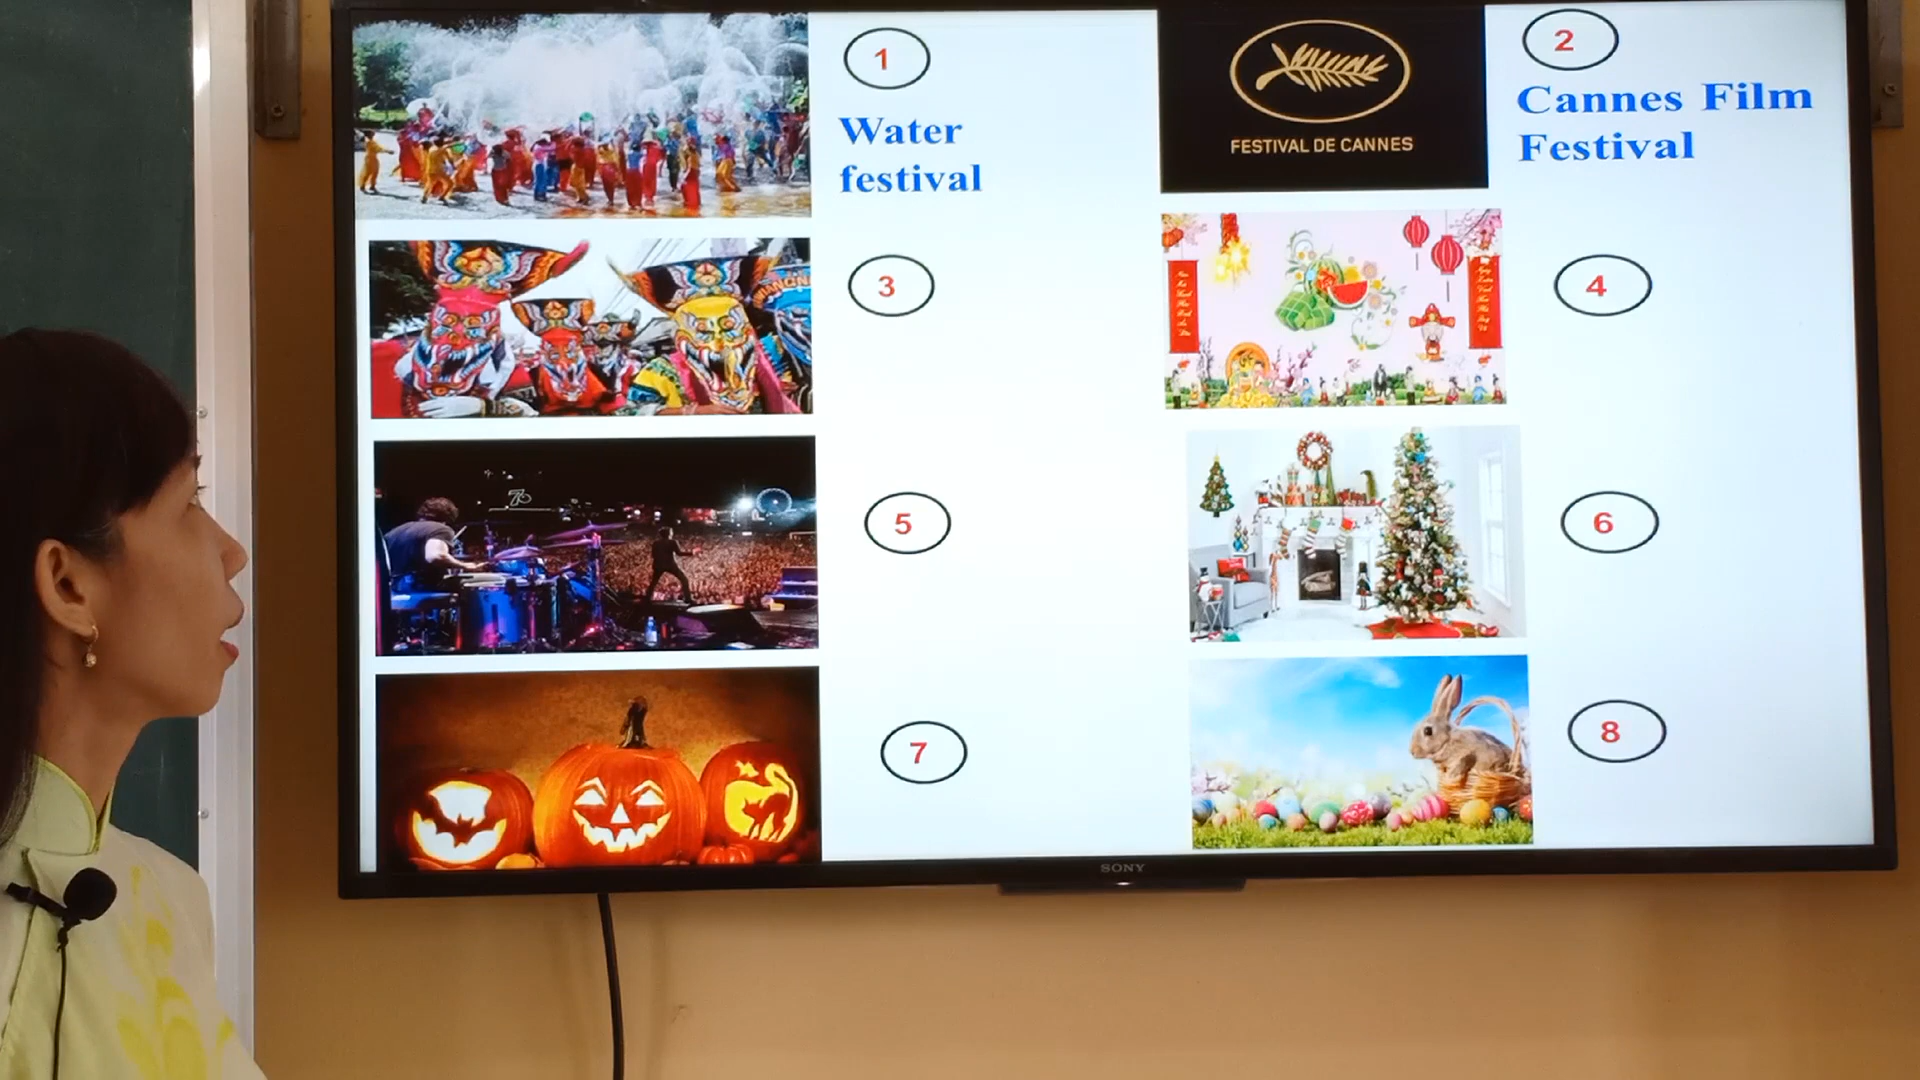 1
Water
festival
FESTIVAL DE CANNES
2
Cannes Film
Festival
3
4
5
6
7
8
SONY